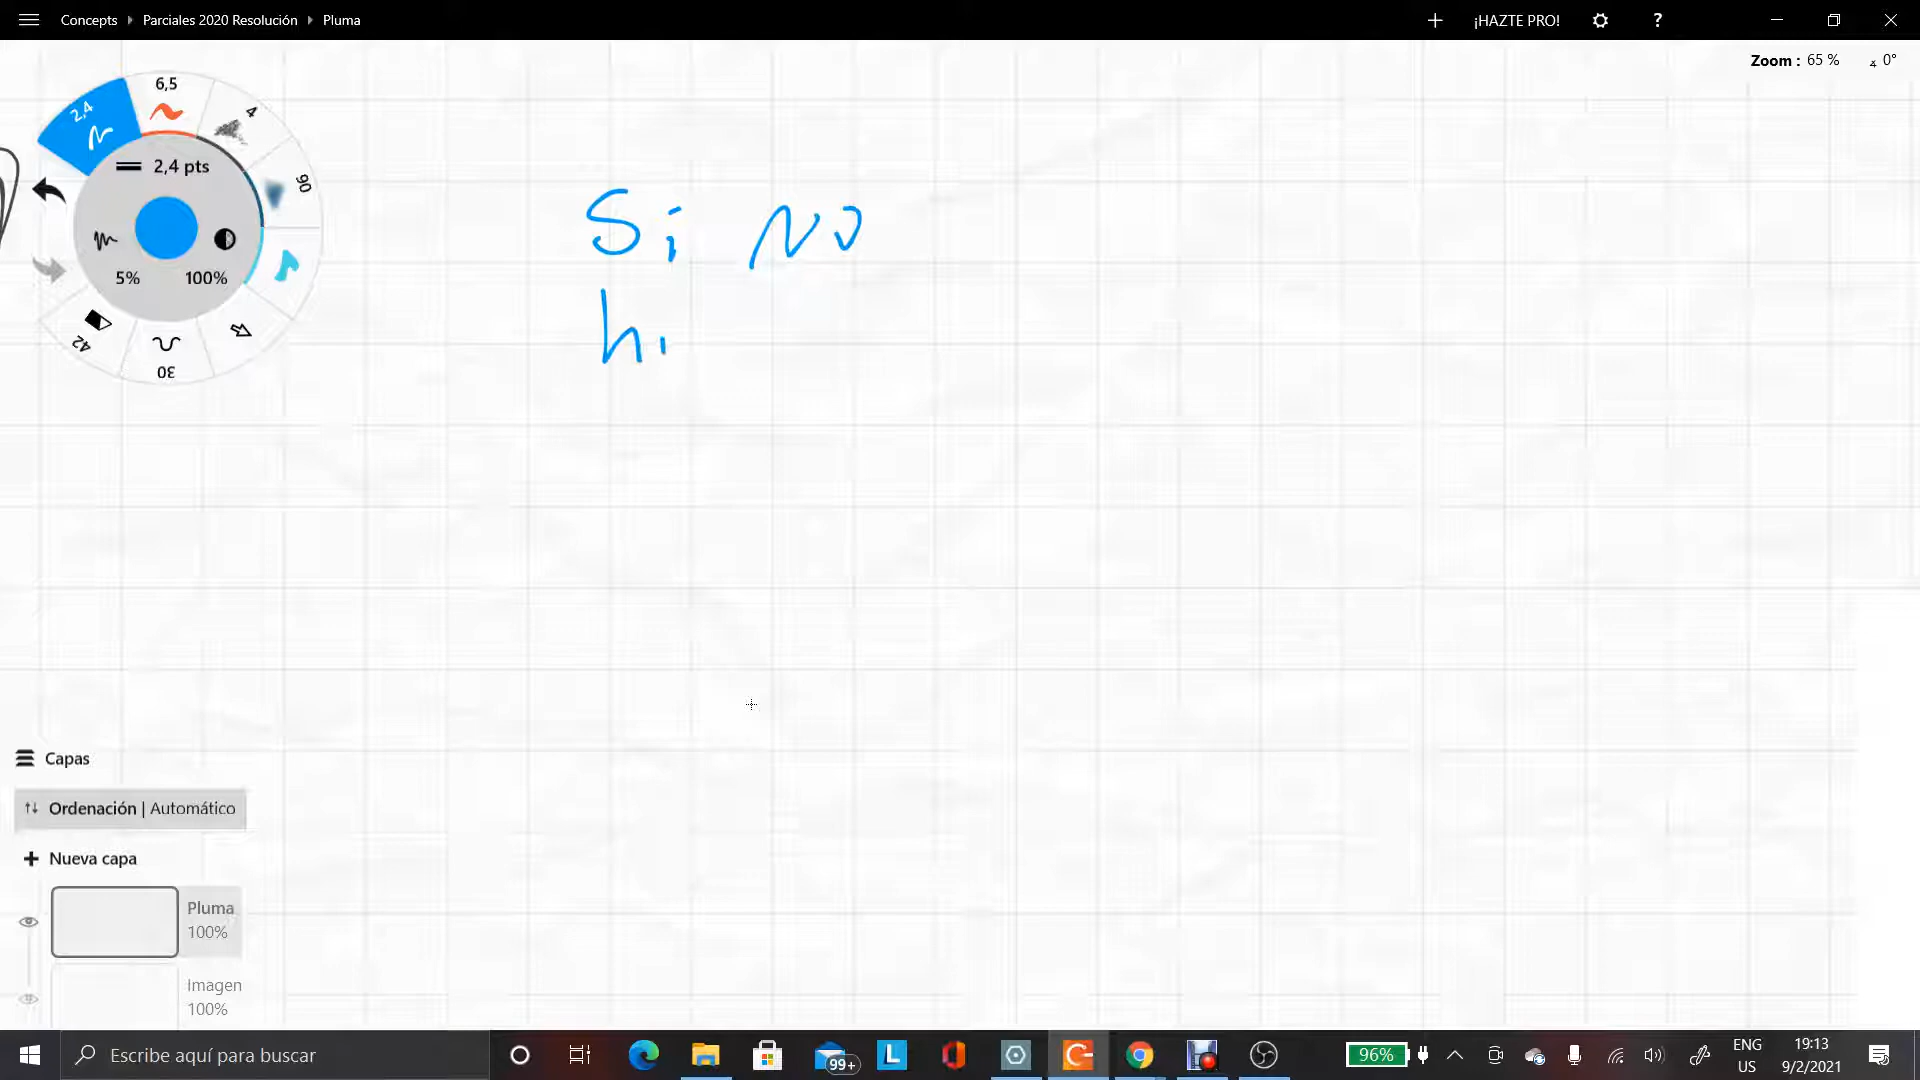 Concepts Parciales 2020 Resolución Pluma
¡HAZTE PRO! ?
Zoom : 65 % 0°
6,5
2,4
4
2,4 pts
90
5% 100%
42
30
Si no
hi
Capas
Ordenación | Automático
Nueva capa
Pluma
100%
Imagen
100%
Escribe aquí para buscar
99+
L
96%
ENG
US
19:13
9/2/2021